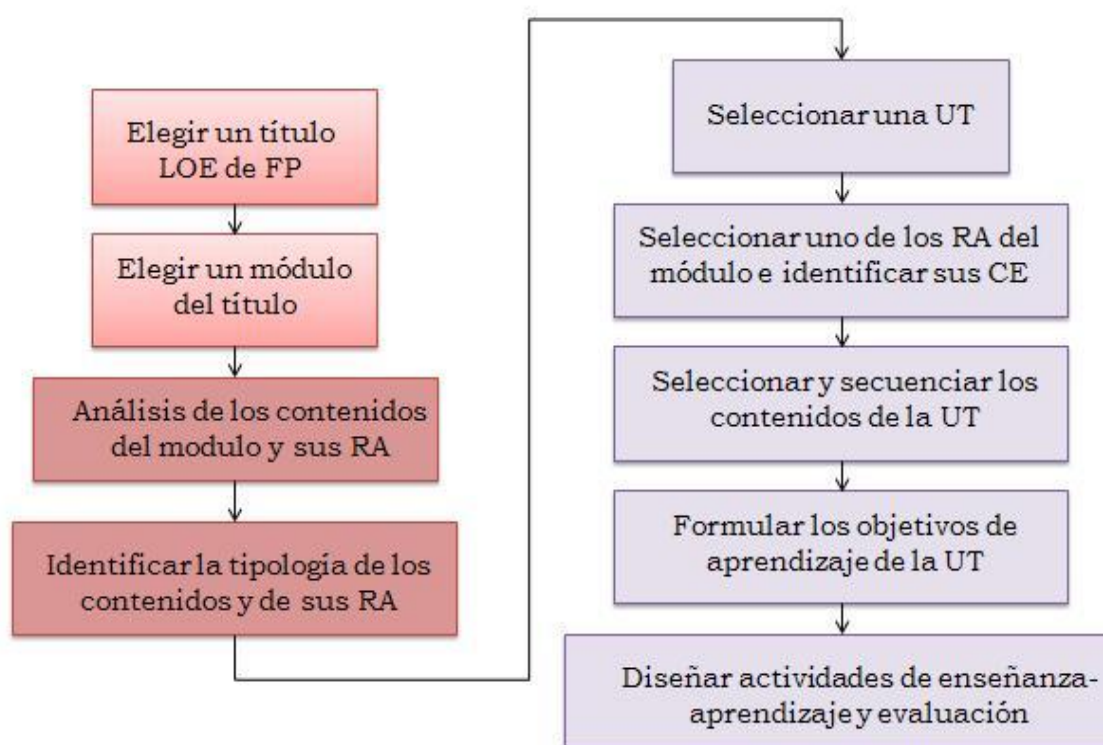 Elegir un título
LOE de FP
Elegir un módulo
del título
Análisis de los contenidos
del modulo y sus RA
Identificar la tipología de los
contenidos y de sus RA
Seleccionar una UT
Seleccionar uno de los RA del
módulo e identificar sus CE
Seleccionar y secuenciar los
contenidos de la UT
Formular los objetivos de
aprendizaje de la UT
Diseñar actividades de enseñanza-
aprendizaje y evaluación